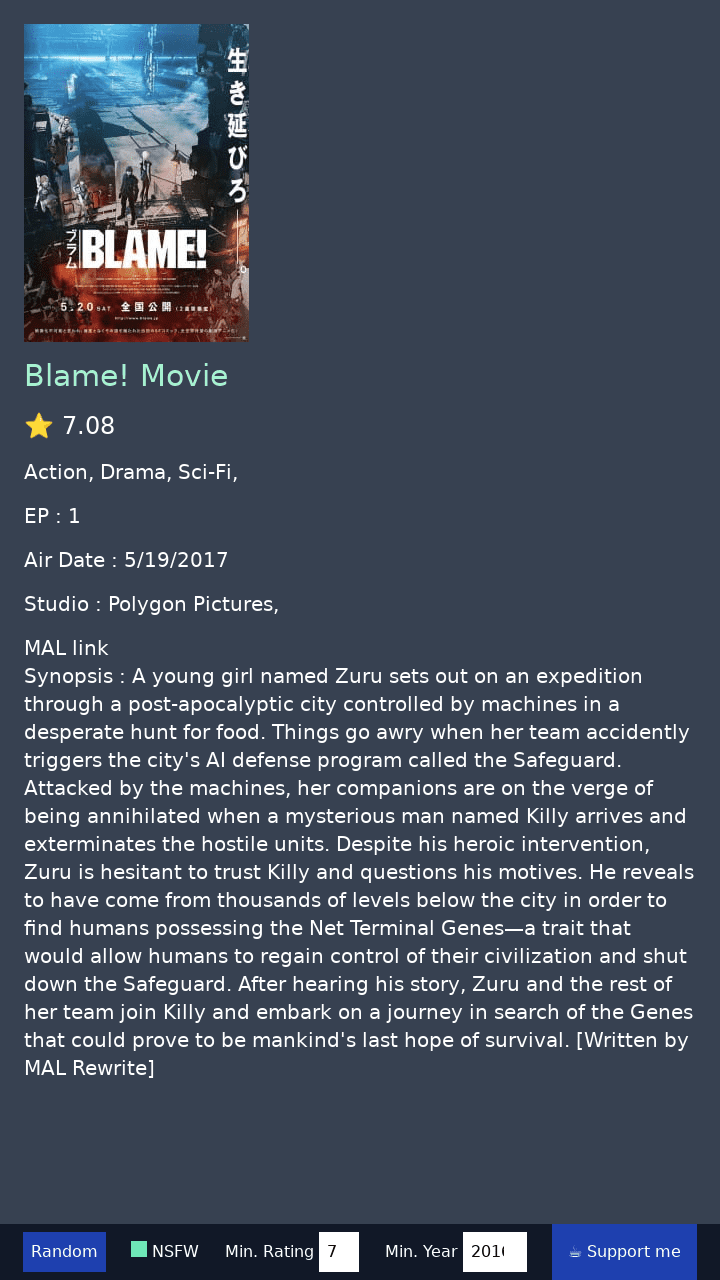 生き延びろ。
ブラム
BLAME!
5.20 SAT 全国公開 (2週間限定)
http://www.blame.jp
Blame! Movie
⭐ 7.08
Action, Drama, Sci-Fi,
EP : 1
Air Date : 5/19/2017
Studio : Polygon Pictures,
MAL link
Synopsis : A young girl named Zuru sets out on an expedition
through a post-apocalyptic city controlled by machines in a
desperate hunt for food. Things go awry when her team accidently
triggers the city's AI defense program called the Safeguard.
Attacked by the machines, her companions are on the verge of
being annihilated when a mysterious man named Killy arrives and
exterminates the hostile units. Despite his heroic intervention,
Zuru is hesitant to trust Killy and questions his motives. He reveals
to have come from thousands of levels below the city in order to
find humans possessing the Net Terminal Genes—a trait that
would allow humans to regain control of their civilization and shut
down the Safeguard. After hearing his story, Zuru and the rest of
her team join Killy and embark on a journey in search of the Genes
that could prove to be mankind's last hope of survival. [Written by
MAL Rewrite]
Random NSFW Min. Rating 7 Min. Year 2016 ☕ Support me